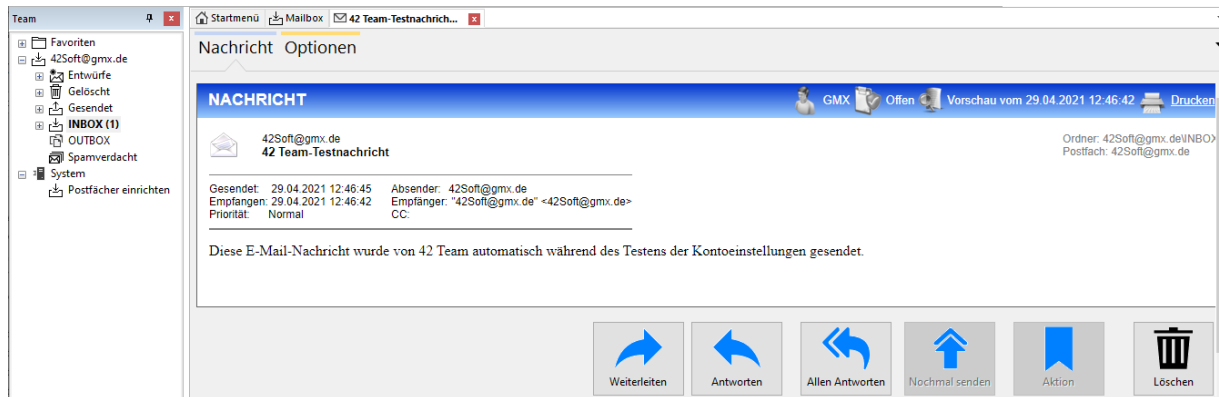 Team
Favoriten
42Soft@gmx.de
Entwürfe
Gelöscht
Gesendet
INBOX (1)
OUTBOX
Spamverdacht
System
Postfächer einrichten
Startmenü Mailbox 42 Team-Testnachrich...
Nachricht Optionen
NACHRICHT GMX Offen Vorschau vom 29.04.2021 12:46:42 Drucken
42Soft@gmx.de Ordner: 42Soft@gmx.de\INBOX
42 Team-Testnachricht Postfach: 42Soft@gmx.de
Gesendet: 29.04.2021 12:46:45 Absender: 42Soft@gmx.de
Empfangen: 29.04.2021 12:46:42 Empfänger: "42Soft@gmx.de" <42Soft@gmx.de>
Priorität: Normal CC:
Diese E-Mail-Nachricht wurde von 42 Team automatisch während des Testens der Kontoeinstellungen gesendet.
Weiterleiten Antworten Allen Antworten Nochmal senden Aktion Löschen